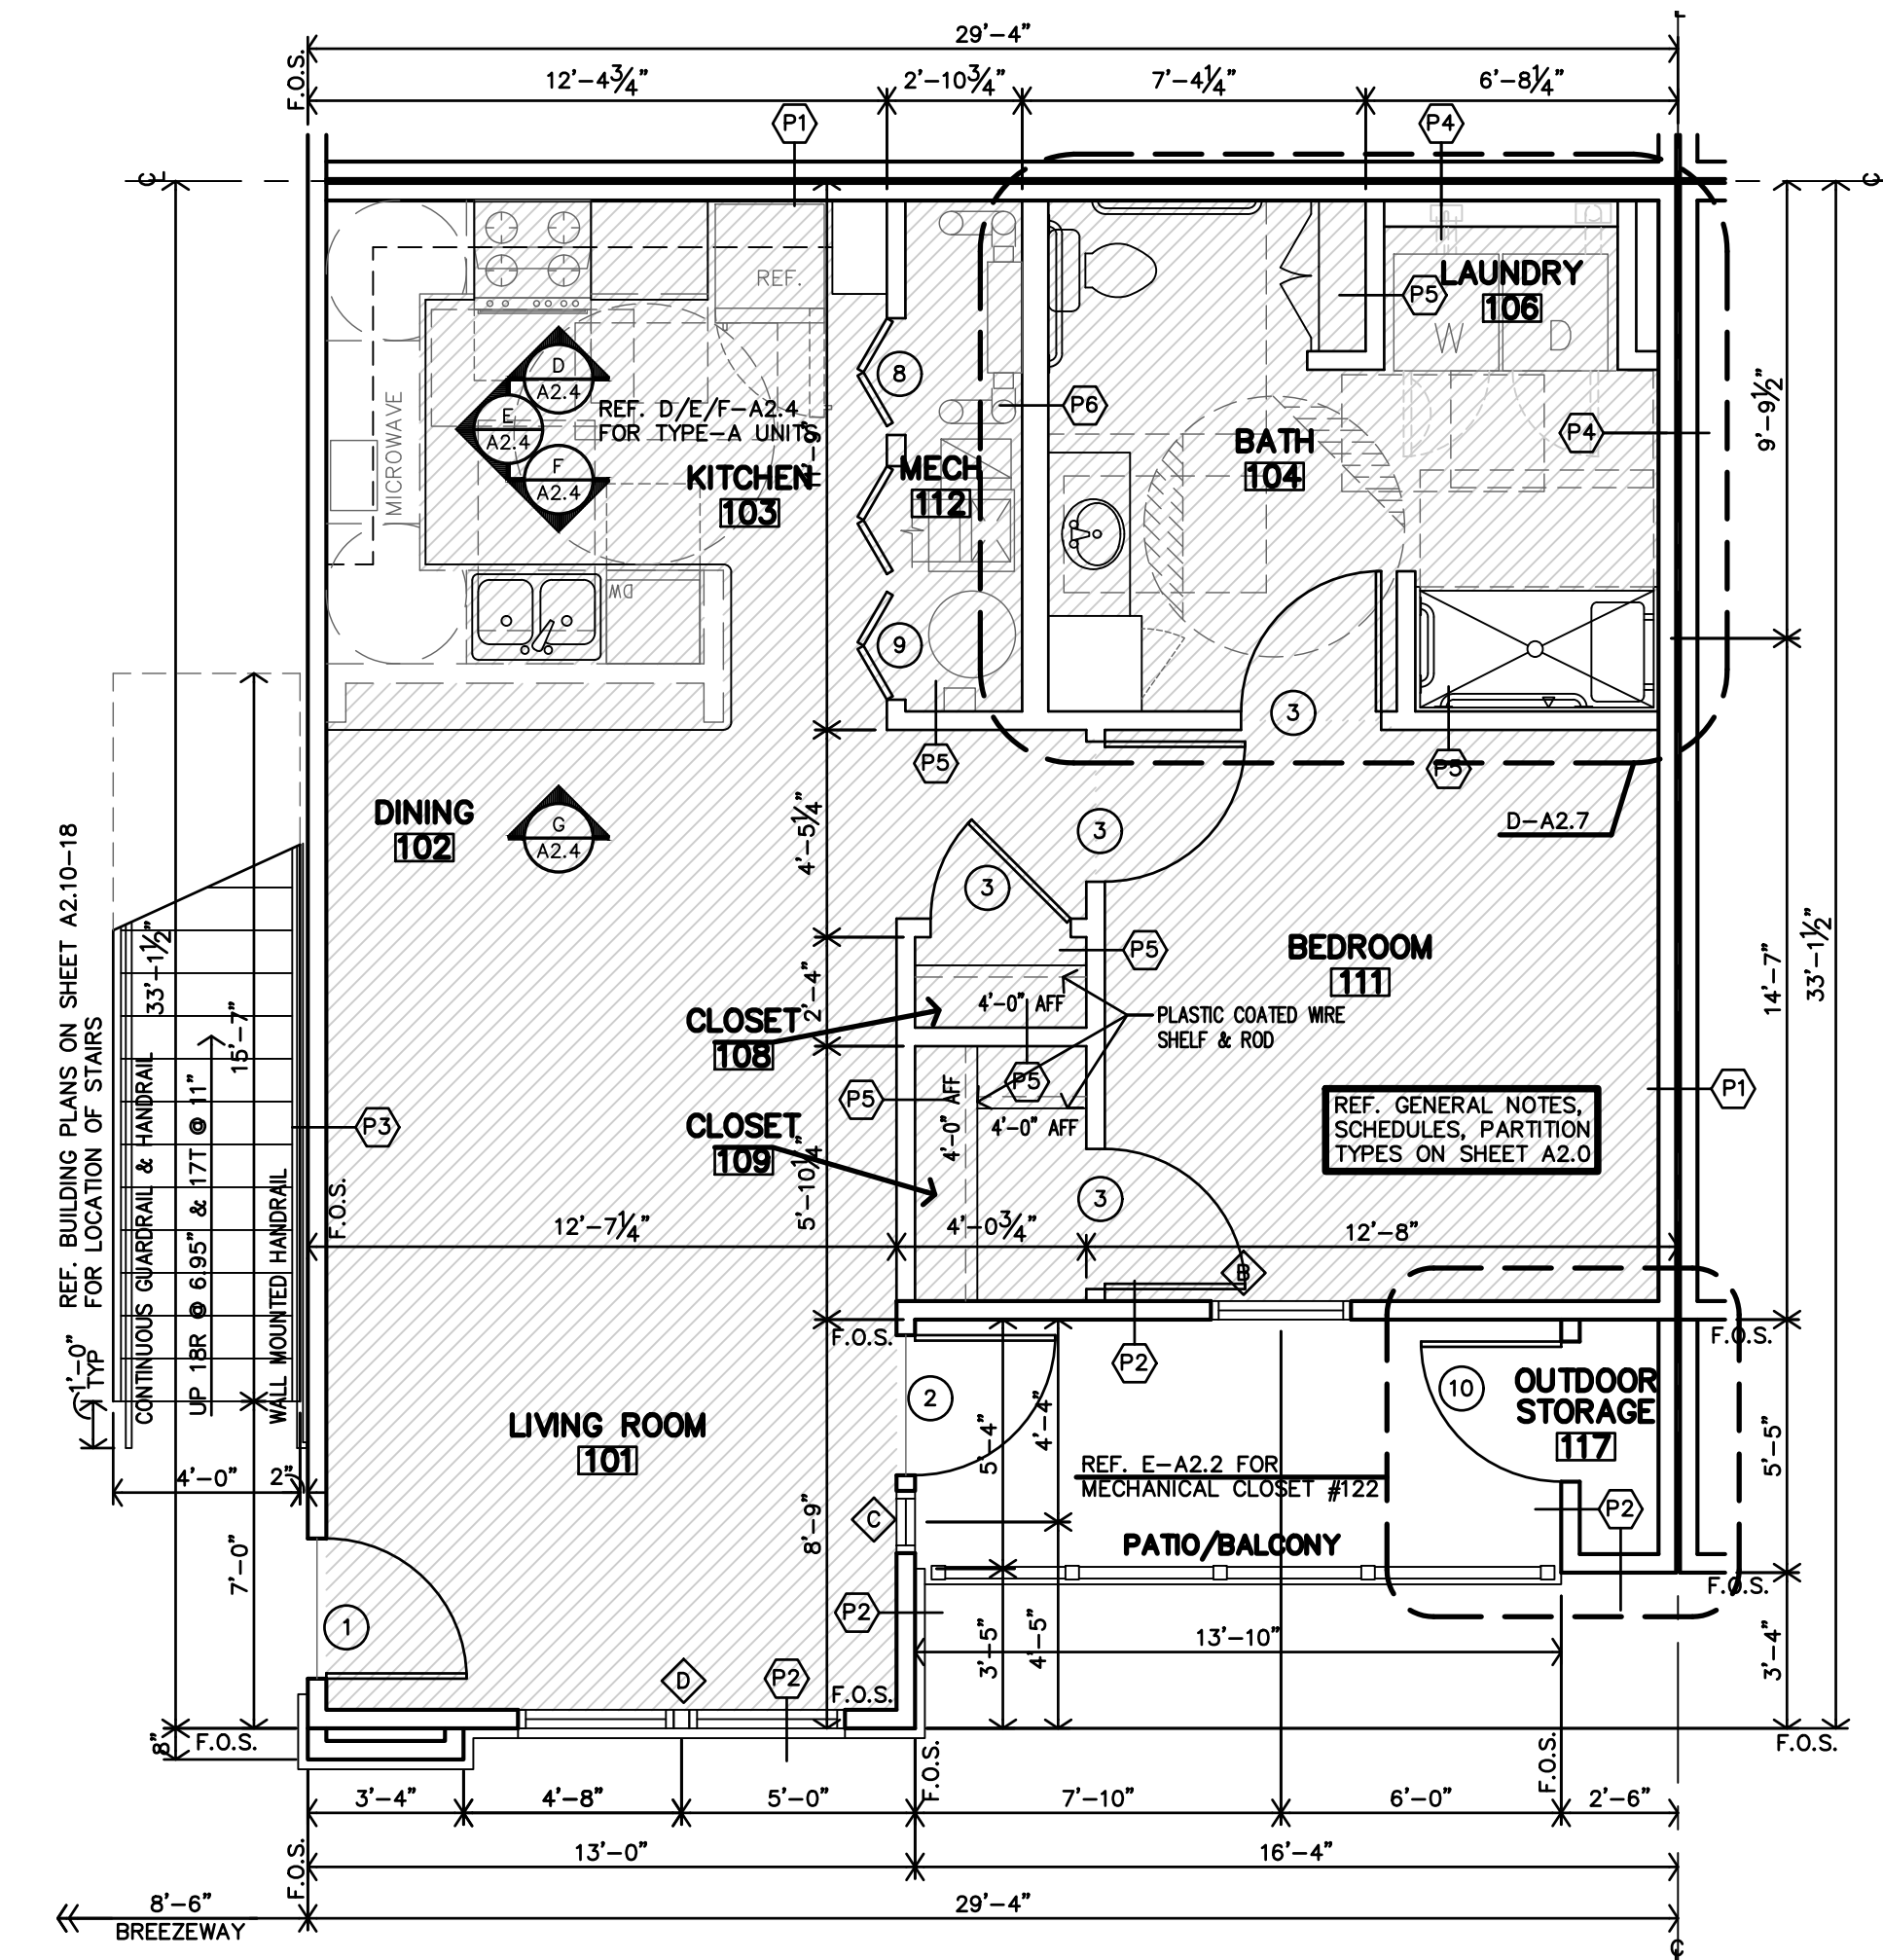 29'-4"
F.O.S.
12'-4¾"
2'-10¾"
7'-4¼"
6'-8¼"
P1
P4
C
C
REF.
LAUNDRY
106
P5
W
D
8
D
A2.4
E
A2.4
F
A2.4
REF. D/E/F-A2.4
FOR TYPE-A UNITS
MICROWAVE
P6
P4
9'-9½"
BATH
104
KITCHEN
103
MECH
112
DW
9
3
P5
P5
D-A2.7
DINING
102
G
A2.4
4'-5¼"
3
3
REF. BUILDING PLANS ON SHEET A2.10-18
FOR LOCATION OF STAIRS
33'-1½"
15'-7"
P5
BEDROOM
111
14'-7"
33'-1½"
2'-4"
4'-0" AFF
PLASTIC COATED WIRE
SHELF & ROD
CLOSET
108
P5
P5
4'-0" AFF
4'-0" AFF
P1
REF. GENERAL NOTES,
SCHEDULES, PARTITION
TYPES ON SHEET A2.0
P3
CLOSET
109
5'-10¼"
CONTINUOUS GUARDRAIL & HANDRAIL
UP 18R @ 6.95" & 17T @ 11"
WALL MOUNTED HANDRAIL
F.O.S.
3
12'-7¼"
4'-0¾"
12'-8"
B
F.O.S.
F.O.S.
1'-0"
TYP
P2
2
10
OUTDOOR
STORAGE
117
LIVING ROOM
101
5'-4"
4'-4"
5'-5"
REF. E-A2.2 FOR
MECHANICAL CLOSET #122
4'-0"
2"
C
P2
8'-9"
PATIO/BALCONY
7'-0"
F.O.S.
P2
1
3'-5"
4'-5"
13'-10"
3'-4"
D
P2
F.O.S.
8"
F.O.S.
F.O.S.
F.O.S.
F.O.S.
3'-4"
4'-8"
5'-0"
7'-10"
6'-0"
2'-6"
F.O.S.
13'-0"
16'-4"
8'-6"
BREEZEWAY
29'-4"
C